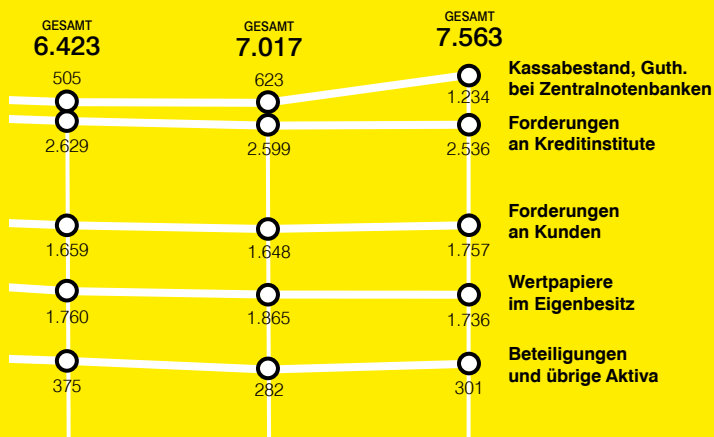 GESAMT GESAMT GESAMT
6.423 7.017 7.563
505 623 1.234 Kassabestand, Guth.
bei Zentralnotenbanken
2.629 2.599 2.536 Forderungen
an Kreditinstitute
1.659 1.648 1.757 Forderungen
an Kunden
1.760 1.865 1.736 Wertpapiere
im Eigenbesitz
375 282 301 Beteiligungen
und übrige Aktiva